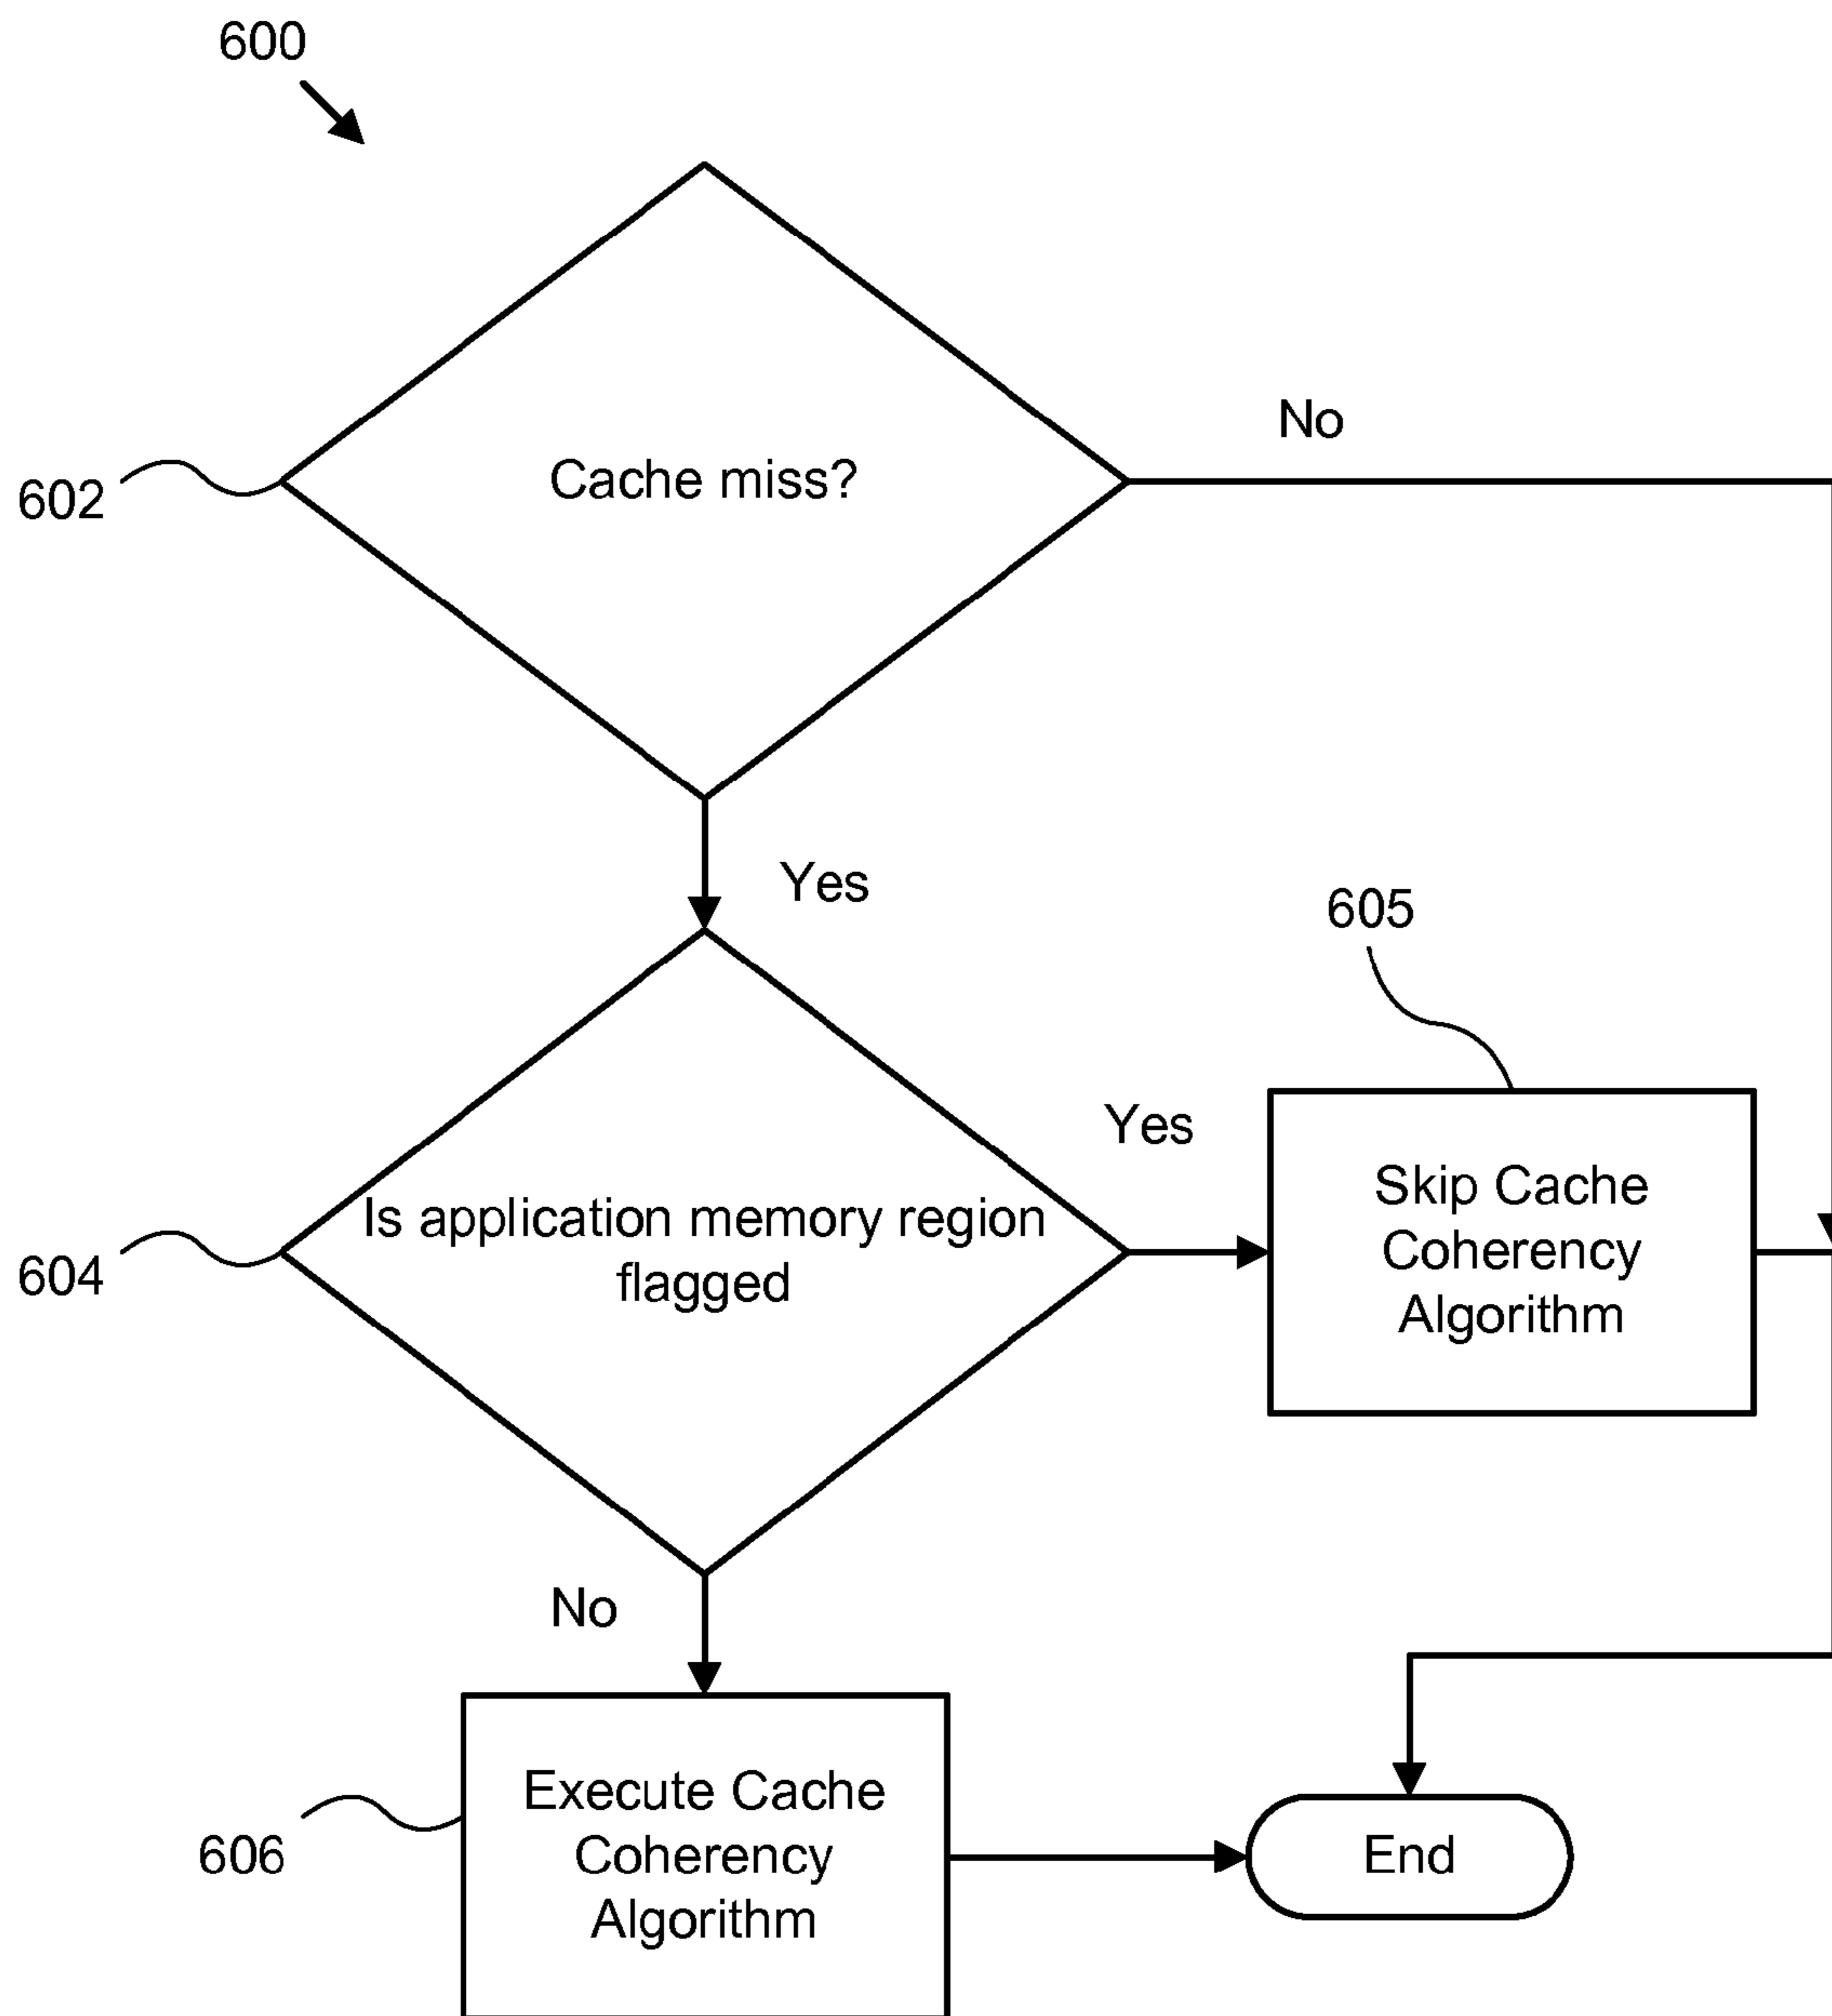 600
602
Cache miss?
No
Yes
605
604
Is application memory region
flagged
Yes
Skip Cache
Coherency
Algorithm
No
606
Execute Cache
Coherency
Algorithm
End